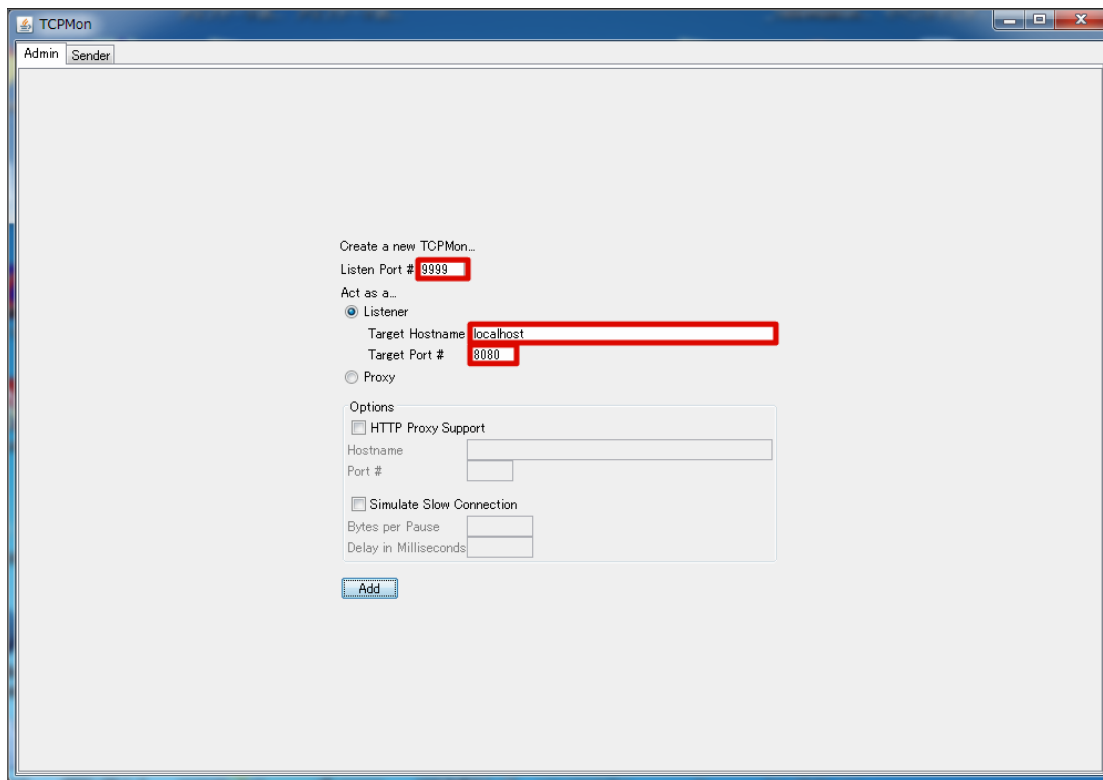 TCPMon
Admin Sender
Create a new TCPMon...
Listen Port # 9999
Act as a...
Listener
Target Hostname localhost
Target Port # 8080
Proxy
Options
HTTP Proxy Support
Hostname
Port #
Simulate Slow Connection
Bytes per Pause
Delay in Milliseconds
Add